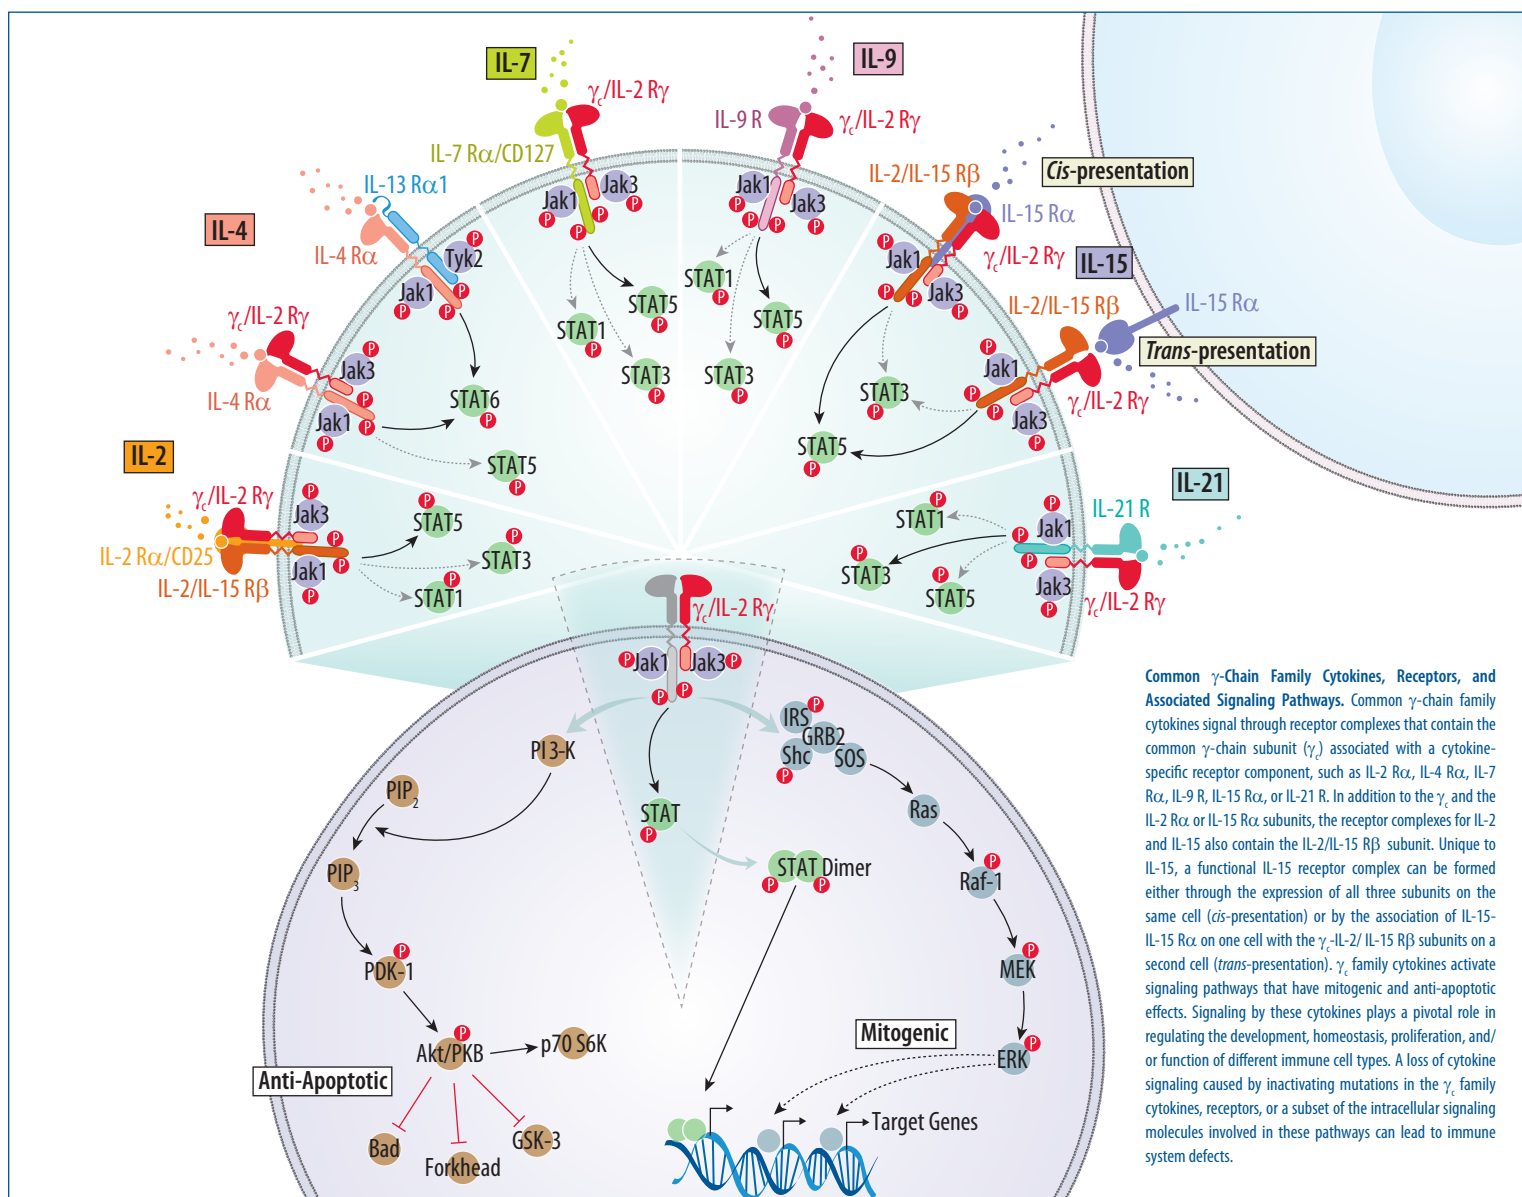 IL-7
γc/IL-2 Rγ
IL-7 Rα/CD127
Jak1
Jak3
P
P
P
P
STAT5
P
STAT1
P
STAT3
P
IL-9
IL-9 R
γc/IL-2 Rγ
Jak1
Jak3
P
P
P
P
STAT1
P
STAT5
P
STAT3
P
IL-13 Rα1
IL-4
IL-4 Rα
Tyk2
P
Jak1
P
P
P
γc/IL-2 Rγ
IL-4 Rα
Jak3
P
P
Jak1
P
P
STAT6
P
STAT5
P
IL-2
γc/IL-2 Rγ
IL-2 Rα/CD25
IL-2/IL-15 Rβ
P
Jak3
P
Jak1
P
P
P
STAT5
P
STAT3
P
STAT1
Cis-presentation
IL-2/IL-15 Rβ
IL-15 Rα
γc/IL-2 Rγ
IL-15
P
Jak1
P
P
Jak3
P
IL-2/IL-15 Rβ
IL-15 Rα
Trans-presentation
γc/IL-2 Rγ
P
Jak1
P
P
Jak3
P
STAT3
P
STAT5
P
IL-21
IL-21 R
γc/IL-2 Rγ
P
Jak1
P
P
Jak3
P
P
STAT1
P
STAT3
P
STAT5
γc/IL-2 Rγ
P
Jak1
Jak3
P
P
P
PI3-K
PIP2
PIP3
P
PDK-1
P
Akt/PKB
p70 S6K
Anti-Apoptotic
Bad
Forkhead
GSK-3
STAT
P
STAT Dimer
P
P
IRS
P
GRB2
Shc
SOS
P
Ras
P
Raf-1
P
MEK
Mitogenic
P
ERK
Target Genes
Common γ-Chain Family Cytokines, Receptors, and
Associated Signaling Pathways. Common γ-chain family
cytokines signal through receptor complexes that contain the
common γ-chain subunit (γc) associated with a cytokine-
specific receptor component, such as IL-2 Rα, IL-4 Rα, IL-7
Rα, IL-9 R, IL-15 Rα, or IL-21 R. In addition to the γc and the
IL-2 Rα or IL-15 Rα subunits, the receptor complexes for IL-2
and IL-15 also contain the IL-2/IL-15 Rβ subunit. Unique to
IL-15, a functional IL-15 receptor complex can be formed
either through the expression of all three subunits on the
same cell (cis-presentation) or by the association of IL-15-
IL-15 Rα on one cell with the γc-IL-2/ IL-15 Rβ subunits on a
second cell (trans-presentation). γc family cytokines activate
signaling pathways that have mitogenic and anti-apoptotic
effects. Signaling by these cytokines plays a pivotal role in
regulating the development, homeostasis, proliferation, and/
or function of different immune cell types. A loss of cytokine
signaling caused by inactivating mutations in the γc family
cytokines, receptors, or a subset of the intracellular signaling
molecules involved in these pathways can lead to immune
system defects.